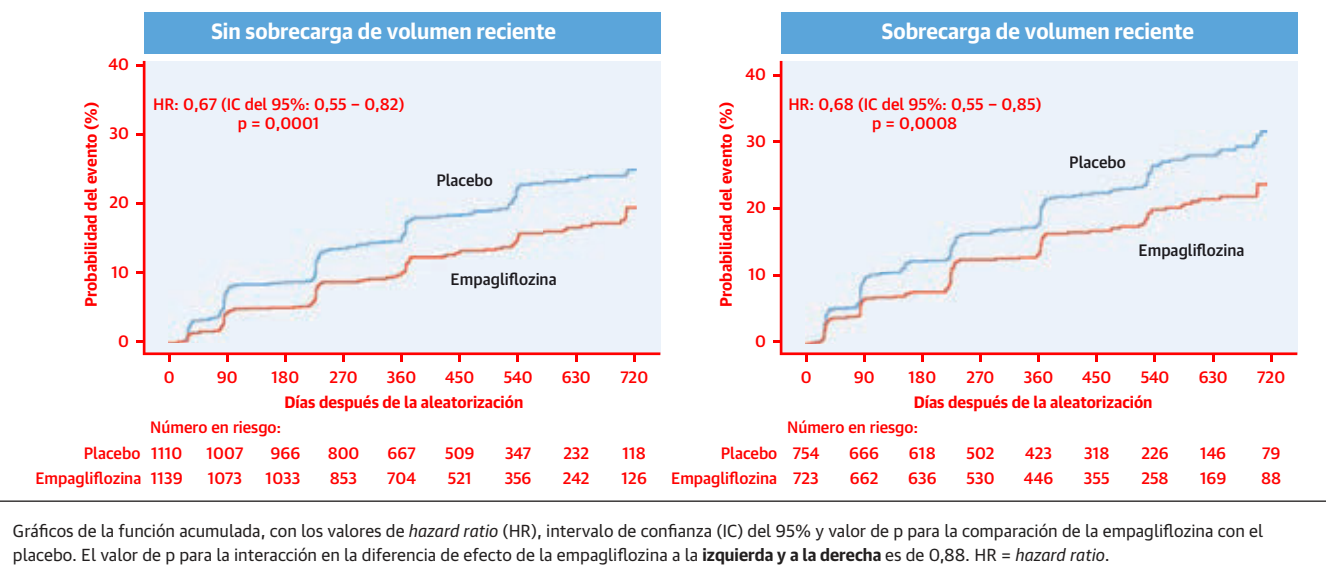 Sin sobrecarga de volumen reciente
Probabilidad del evento (%)
40
30
20
10
0
HR: 0,67 (IC del 95%: 0,55 – 0,82)
p = 0,0001
Placebo
Empagliflozina
0 90 180 270 360 450 540 630 720
Días después de la aleatorización
Número en riesgo:
Placebo 1110 1007 966 800 667 509 347 232 118
Empagliflozina 1139 1073 1033 853 704 521 356 242 126
Sobrecarga de volumen reciente
Probabilidad del evento (%)
40
30
20
10
0
HR: 0,68 (IC del 95%: 0,55 – 0,85)
p = 0,0008
Placebo
Empagliflozina
0 90 180 270 360 450 540 630 720
Días después de la aleatorización
Número en riesgo:
Placebo 754 666 618 502 423 318 226 146 79
Empagliflozina 723 662 636 530 446 355 258 169 88
Gráficos de la función acumulada, con los valores de hazard ratio (HR), intervalo de confianza (IC) del 95% y valor de p para la comparación de la empagliflozina con el
placebo. El valor de p para la interacción en la diferencia de efecto de la empagliflozina a la izquierda y a la derecha es de 0,88. HR = hazard ratio.